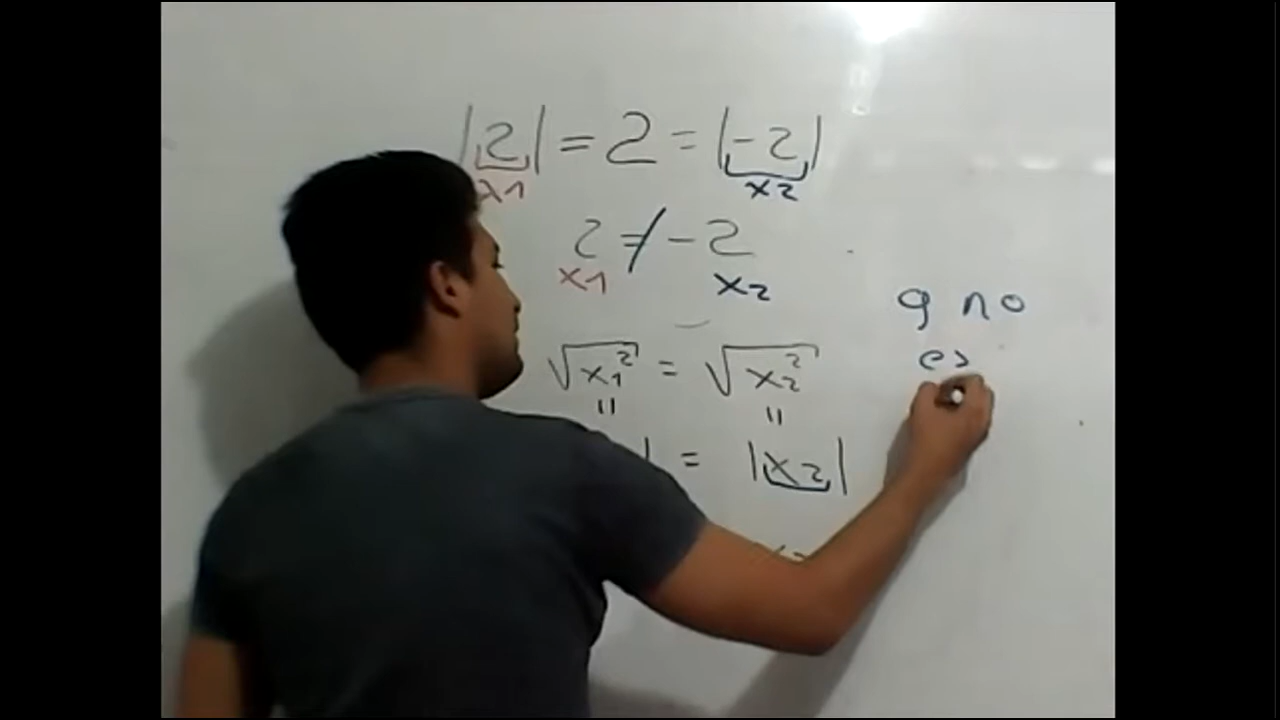 |2| = 2 = |-2|
x1 x2
2 ≠ -2
x1 x2
√x₁² = √x₂²
= =
| = |x2|
g no
es